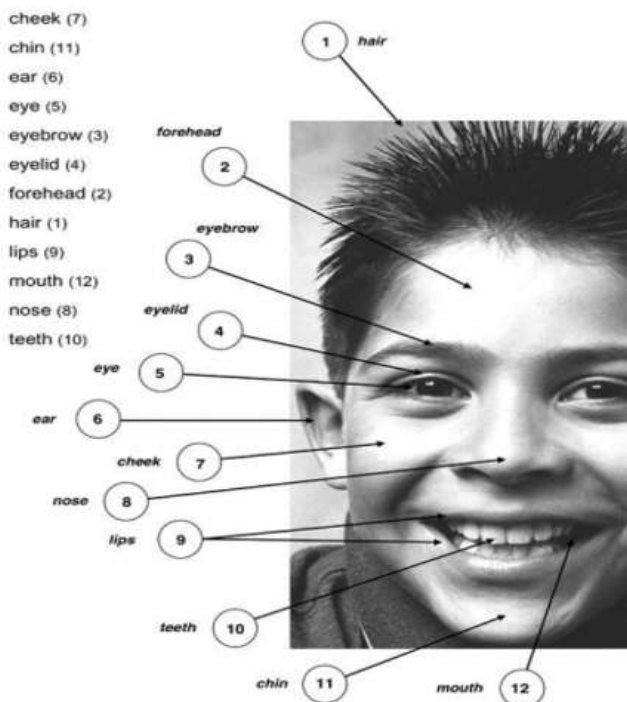 cheek (7)
chin (11)
ear (6)
eye (5)
eyebrow (3)
eyelid (4)
forehead (2)
hair (1)
lips (9)
mouth (12)
nose (8)
teeth (10)
1 hair
forehead
2
eyebrow
3
eyelid
4
eye 5
ear 6
cheek 7
nose 8
lips 9
teeth 10
chin 11
mouth 12